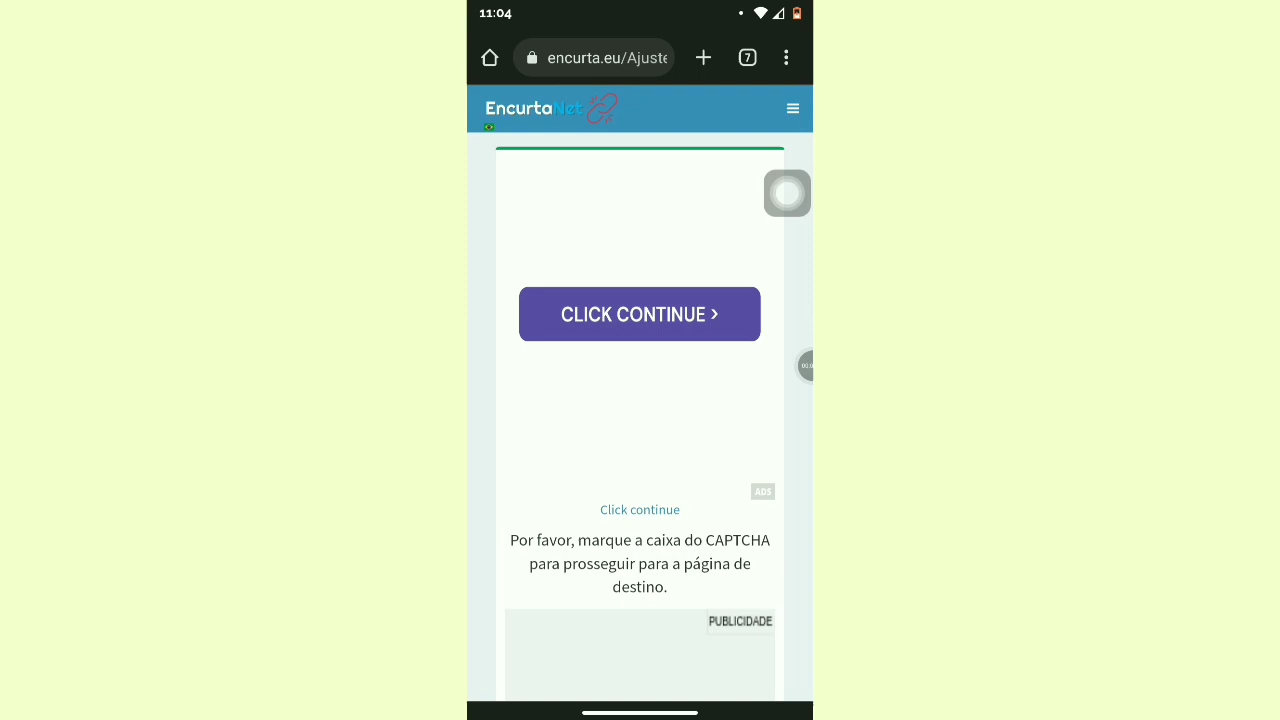 11:04
encurta.eu/Ajuste
7
EncurtaNet
CLICK CONTINUE ›
ADS
Click continue
Por favor, marque a caixa do CAPTCHA
para prosseguir para a página de
destino.
PUBLICIDADE